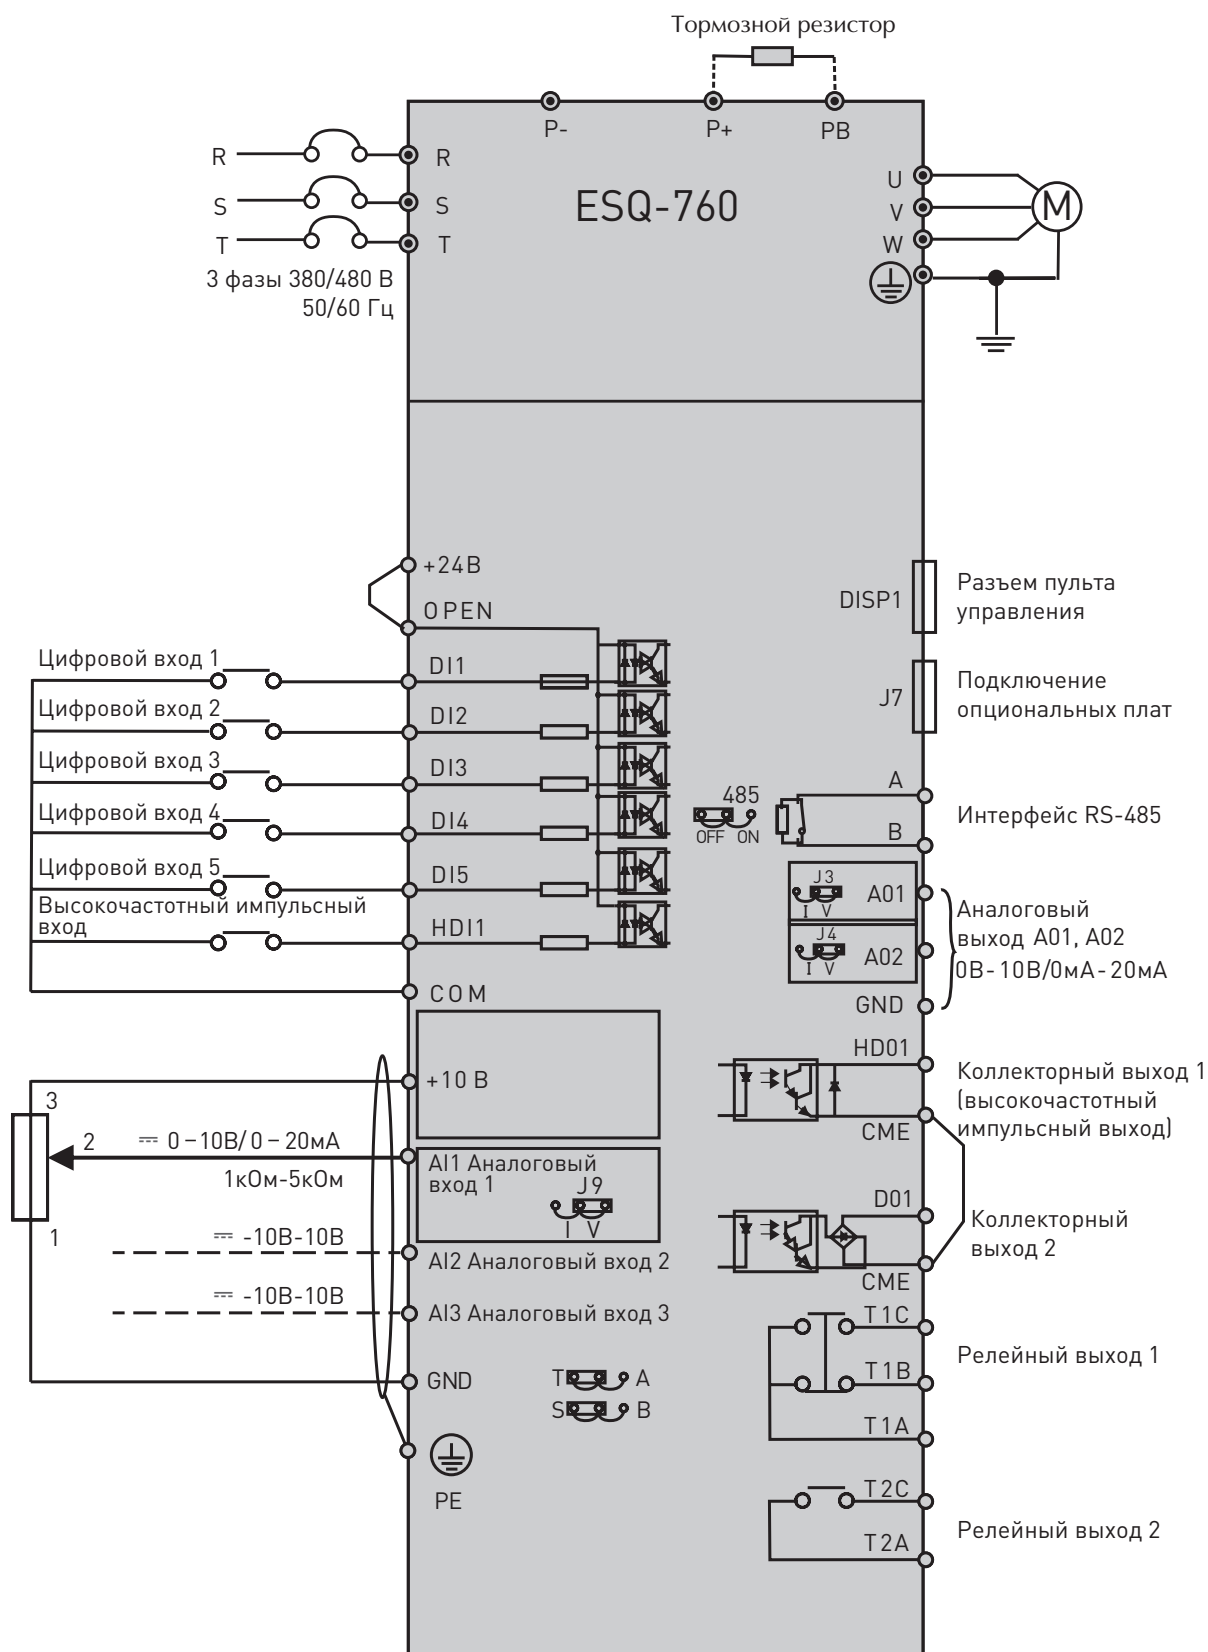 Тормозной резистор
P-
P+
PB
R
R
S
S
T
T
3 фазы 380/480 В
50/60 Гц
ESQ-760
U
V
W
M
+24В
OPEN
DISP1
Разъем пульта
управления
Цифровой вход 1
DI1
Цифровой вход 2
DI2
Цифровой вход 3
DI3
Цифровой вход 4
DI4
Цифровой вход 5
DI5
Высокочастотный импульсный
вход
HDI1
COM
J7
Подключение
опциональных плат
485
OFF
ON
A
B
Интерфейс RS-485
J3
I V
A01
J4
I V
A02
GND
Аналоговый
выход A01, A02
0В-10В/0мА-20мА
+10 В
3
2
1
0-10В/0-20мА
1кОм-5кОм
AI1 Аналоговый
вход 1
J9
I V
-10В-10В
AI2 Аналоговый вход 2
-10В-10В
AI3 Аналоговый вход 3
GND
T
A
S
B
PE
HD01
CME
Коллекторный выход 1
(высокочастотный
импульсный выход)
D01
CME
Коллекторный
выход 2
T1C
T1B
T1A
Релейный выход 1
T2C
T2A
Релейный выход 2